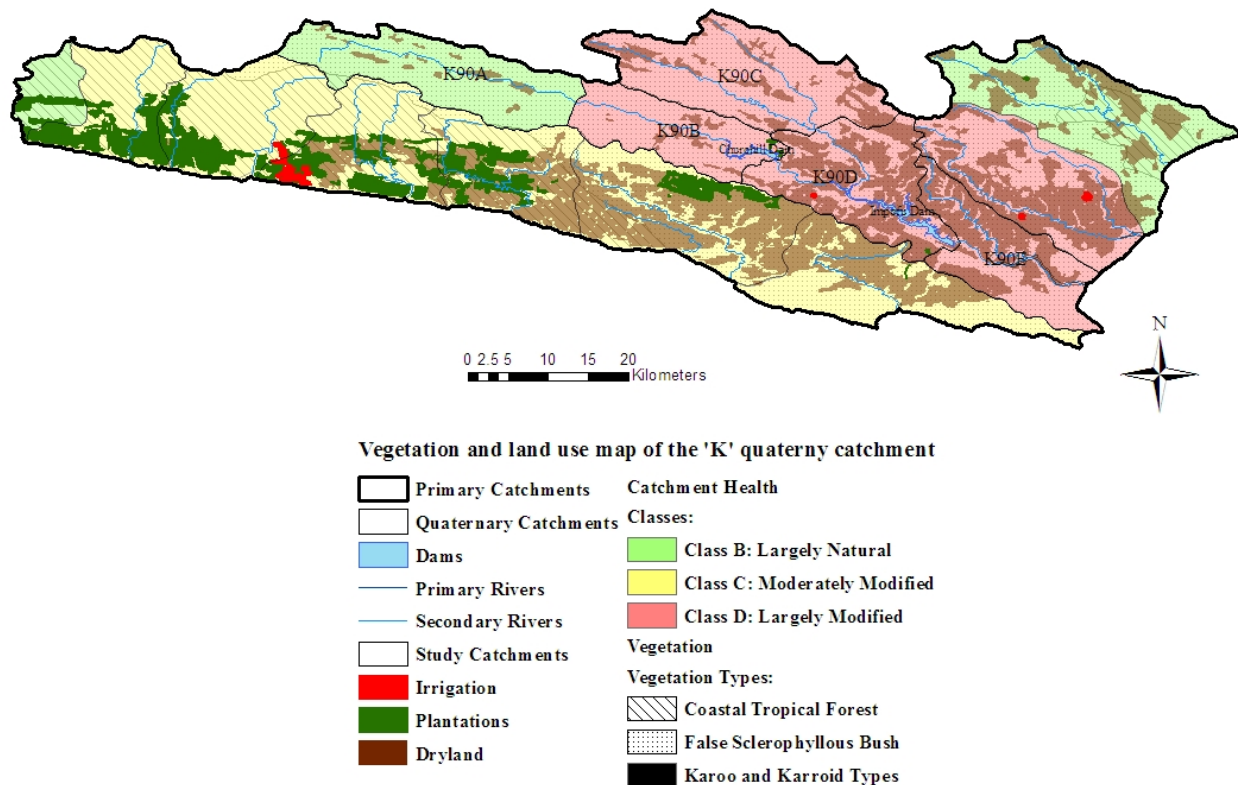 K90A
K90C
K90B
Churchill Dam
K90D
Impofu Dam
K90E
N
0 2.5 5 10 15 20
Kilometers
Vegetation and land use map of the 'K' quaterny catchment
Primary Catchments
Quaternary Catchments
Dams
Primary Rivers
Secondary Rivers
Study Catchments
Irrigation
Plantations
Dryland
Catchment Health
Classes:
Class B: Largely Natural
Class C: Moderately Modified
Class D: Largely Modified
Vegetation
Vegetation Types:
Coastal Tropical Forest
False Sclerophyllous Bush
Karoo and Karroid Types